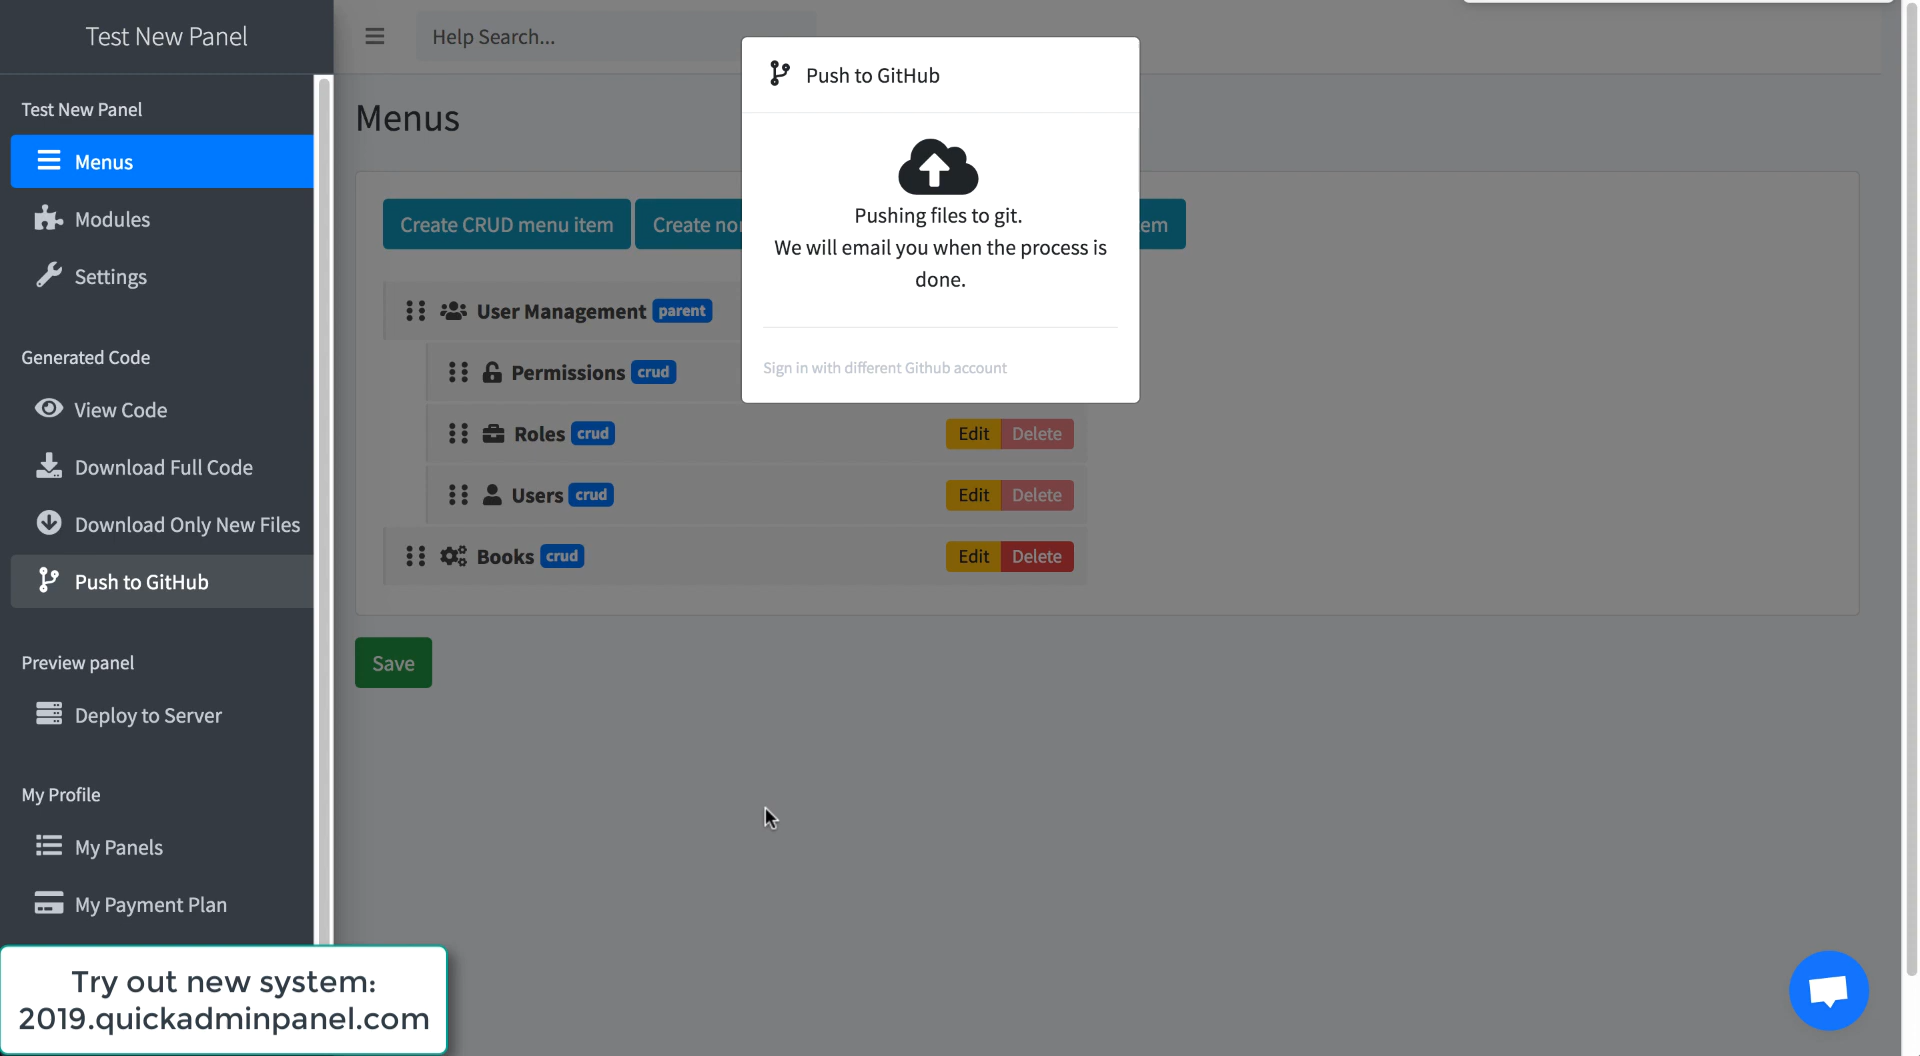 Test New Panel
Help Search...
Test New Panel
Menus
Modules
Settings
Generated Code
View Code
Download Full Code
Download Only New Files
Push to GitHub
Preview panel
Deploy to Server
My Profile
My Panels
My Payment Plan
Try out new system:
2019.quickadminpanel.com
Menus
Create CRUD menu item
Create
User Management parent
Permissions crud
Roles crud
Edit Delete
Users crud
Edit Delete
Books crud
Edit Delete
Save
Push to GitHub
Pushing files to git.
We will email you when the process is
done.
Sign in with different Github account